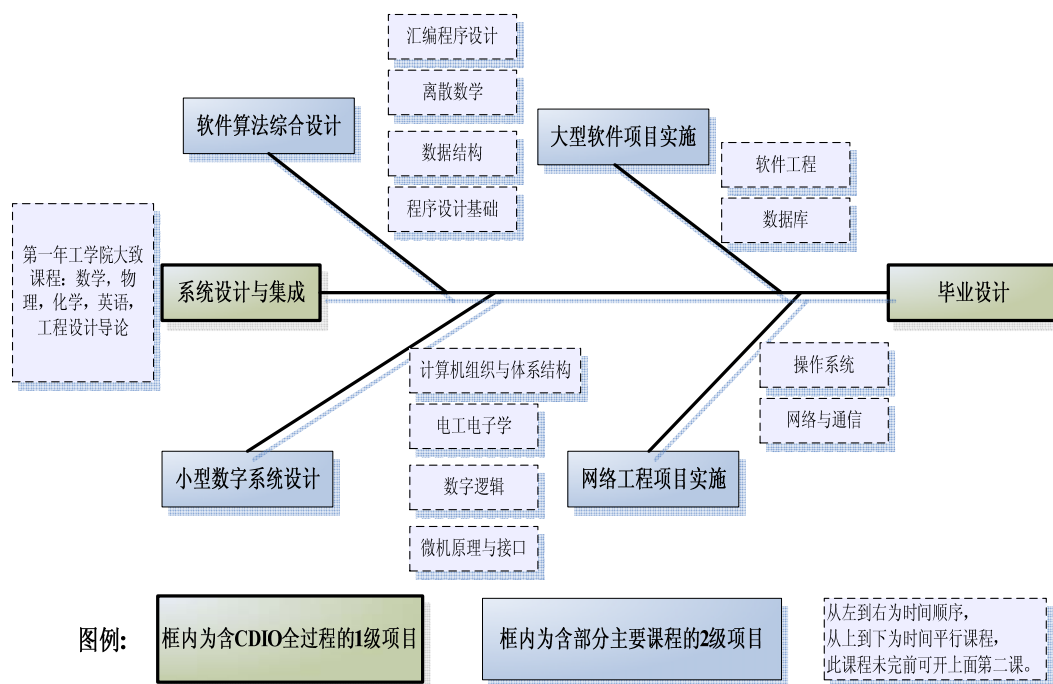 汇编程序设计
离散数学
数据结构
程序设计基础
软件算法综合设计
大型软件项目实施
软件工程
数据库
第一年工学院大致
课程：数学，物
理，化学，英语，
工程设计导论
系统设计与集成
毕业设计
计算机组织与体系结构
电工电子学
数字逻辑
微机原理与接口
操作系统
网络与通信
小型数字系统设计
网络工程项目实施
图例:
框内为含CDIO全过程的1级项目
框内为含部分主要课程的2级项目
从左到右为时间顺序，
从上到下为时间平行课程，
此课程未完前可开上面第二课。